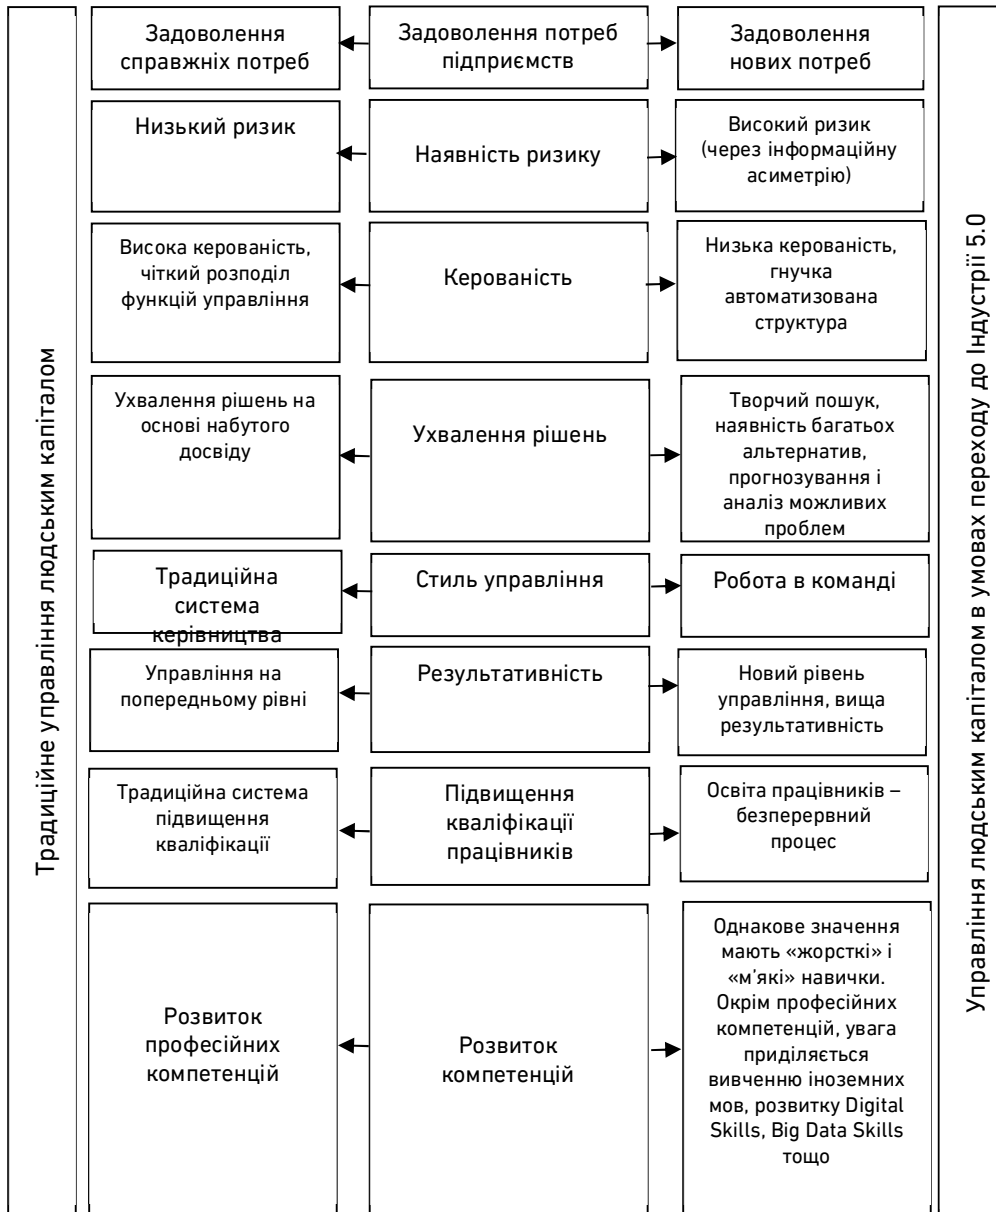 Традиційне управління людським капіталом
Задоволення
справжніх потреб
Задоволення потреб
підприємств
Задоволення
нових потреб
Низький ризик
Наявність ризику
Високий ризик
(через інформаційну
асиметрію)
Висока керованість,
чіткий розподіл
функцій управління
Керованість
Низька керованість,
гнучка
автоматизована
структура
Ухвалення рішень на
основі набутого
досвіду
Ухвалення рішень
Творчий пошук,
наявність багатьох
альтернатив,
прогнозування і
аналіз можливих
проблем
Традиційна
система
керівництва
Стиль управління
Робота в команді
Управління на
попередньому рівні
Результативність
Новий рівень
управління, вища
результативність
Традиційна система
підвищення
кваліфікації
Підвищення
кваліфікації
працівників
Освіта працівників –
безперервний
процес
Розвиток
професійних
компетенцій
Розвиток
компетенцій
Однакове значення
мають «жорсткі» і
«м'які» навички.
Окрім професійних
компетенцій, увага
приділяється
вивченню іноземних
мов, розвитку Digital
Skills, Big Data Skills
тощо
Управління людським капіталом в умовах переходу до Індустрії 5.0